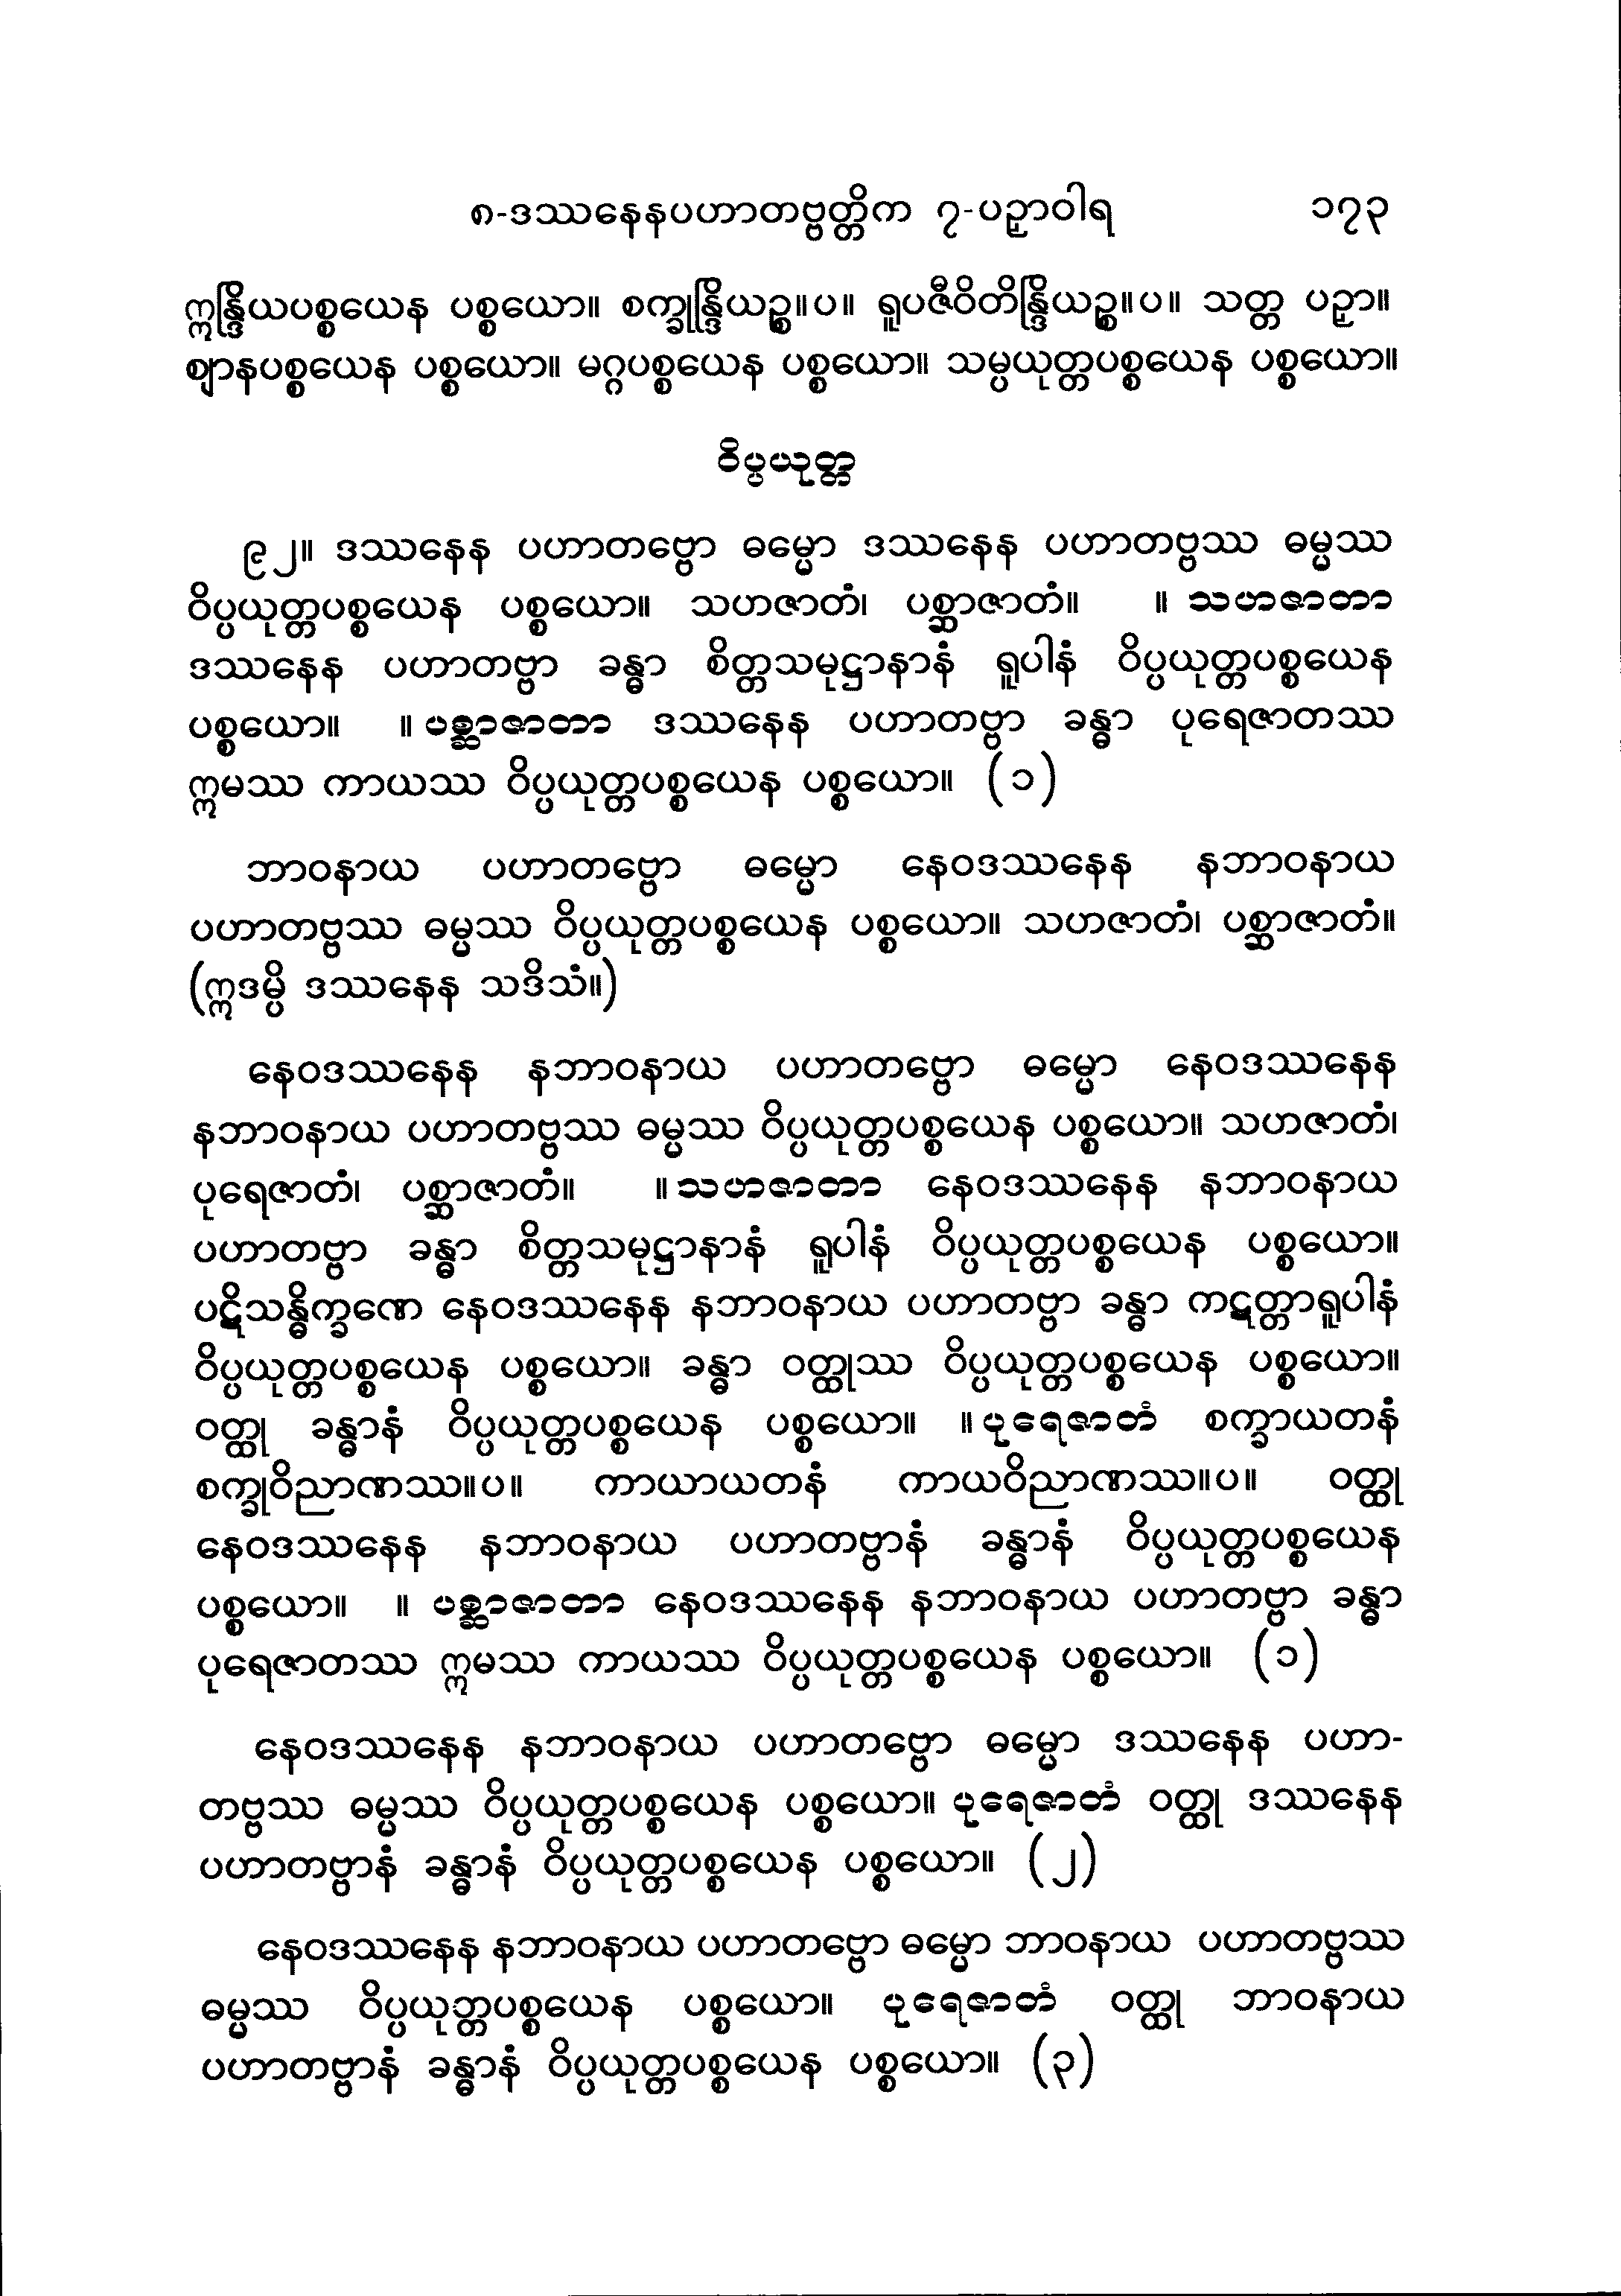 ၈-ဒဿနေနပဟာတဗ္ဗတ္တိက ၇-ပဉှာဝါရ ၁၇၃
ဣန္ဒြိယပစ္စယေန ပစ္စယော။ စက္ခုန္ဒြိယဉ္စ။ပ။ ရူပဇီဝိတိန္ဒြိယဉ္စ။ပ။ သတ္တ ပဉှာ။
ဈာနပစ္စယေန ပစ္စယော။ မဂ္ဂပစ္စယေန ပစ္စယော။ သမ္ပယုတ္တပစ္စယေန ပစ္စယော။
ဝိပ္ပယုတ္တ
၉၂။ ဒဿနေန ပဟာတဗ္ဗော ဓမ္မော ဒဿနေန ပဟာတဗ္ဗဿ ဓမ္မဿ
ဝိပ္ပယုတ္တပစ္စယေန ပစ္စယော။ သဟဇာတံ၊ ပစ္ဆာဇာတံ။ ။ သဟဇာတာ
ဒဿနေန ပဟာတဗ္ဗာ ခန္ဓာ စိတ္တသမုဋ္ဌာနာနံ ရူပါနံ ဝိပ္ပယုတ္တပစ္စယေန
ပစ္စယော။ ။ ပစ္ဆာဇာတာ ဒဿနေန ပဟာတဗ္ဗာ ခန္ဓာ ပုရေဇာတဿ
ဣမဿ ကာယဿ ဝိပ္ပယုတ္တပစ္စယေန ပစ္စယော။ (၁)
ဘာဝနာယ ပဟာတဗ္ဗော ဓမ္မော နေဝဒဿနေန နဘာဝနာယ
ပဟာတဗ္ဗဿ ဓမ္မဿ ဝိပ္ပယုတ္တပစ္စယေန ပစ္စယော။ သဟဇာတံ၊ ပစ္ဆာဇာတံ။
(ဣဒမ္ပိ ဒဿနေန သဒိသံ။)
နေဝဒဿနေန နဘာဝနာယ ပဟာတဗ္ဗော ဓမ္မော နေဝဒဿနေန
နဘာဝနာယ ပဟာတဗ္ဗဿ ဓမ္မဿ ဝိပ္ပယုတ္တပစ္စယေန ပစ္စယော။ သဟဇာတံ၊
ပုရေဇာတံ၊ ပစ္ဆာဇာတံ။ ။ သဟဇာတာ နေဝဒဿနေန နဘာဝနာယ
ပဟာတဗ္ဗာ ခန္ဓာ စိတ္တသမုဋ္ဌာနာနံ ရူပါနံ ဝိပ္ပယုတ္တပစ္စယေန ပစ္စယော။
ပဋိသန္ဓိက္ခဏေ နေဝဒဿနေန နဘာဝနာယ ပဟာတဗ္ဗာ ခန္ဓာ ကဋတ္တာရူပါနံ
ဝိပ္ပယုတ္တပစ္စယေန ပစ္စယော။ ခန္ဓာ ဝတ္ထုဿ ဝိပ္ပယုတ္တပစ္စယေန ပစ္စယော။
ဝတ္ထု ခန္ဓာနံ ဝိပ္ပယုတ္တပစ္စယေန ပစ္စယော။ ။ ပုရေဇာတံ စက္ခာယတနံ
စက္ခုဝိညာဏဿ။ပ။ ကာယာယတနံ ကာယဝိညာဏဿ။ပ။ ဝတ္ထု
နေဝဒဿနေန နဘာဝနာယ ပဟာတဗ္ဗာနံ ခန္ဓာနံ ဝိပ္ပယုတ္တပစ္စယေန
ပစ္စယော။ ။ ပစ္ဆာဇာတာ နေဝဒဿနေန နဘာဝနာယ ပဟာတဗ္ဗာ ခန္ဓာ
ပုရေဇာတဿ ဣမဿ ကာယဿ ဝိပ္ပယုတ္တပစ္စယေန ပစ္စယော။ (၁)
နေဝဒဿနေန နဘာဝနာယ ပဟာတဗ္ဗော ဓမ္မော ဒဿနေန ပဟာ-
တဗ္ဗဿ ဓမ္မဿ ဝိပ္ပယုတ္တပစ္စယေန ပစ္စယော။ ပုရေဇာတံ ဝတ္ထု ဒဿနေန
ပဟာတဗ္ဗာနံ ခန္ဓာနံ ဝိပ္ပယုတ္တပစ္စယေန ပစ္စယော။ (၂)
နေဝဒဿနေန နဘာဝနာယ ပဟာတဗ္ဗော ဓမ္မော ဘာဝနာယ ပဟာတဗ္ဗဿ
ဓမ္မဿ ဝိပ္ပယုတ္တပစ္စယေန ပစ္စယော။ ပုရေဇာတံ ဝတ္ထု ဘာဝနာယ
ပဟာတဗ္ဗာနံ ခန္ဓာနံ ဝိပ္ပယုတ္တပစ္စယေန ပစ္စယော။ (၃)